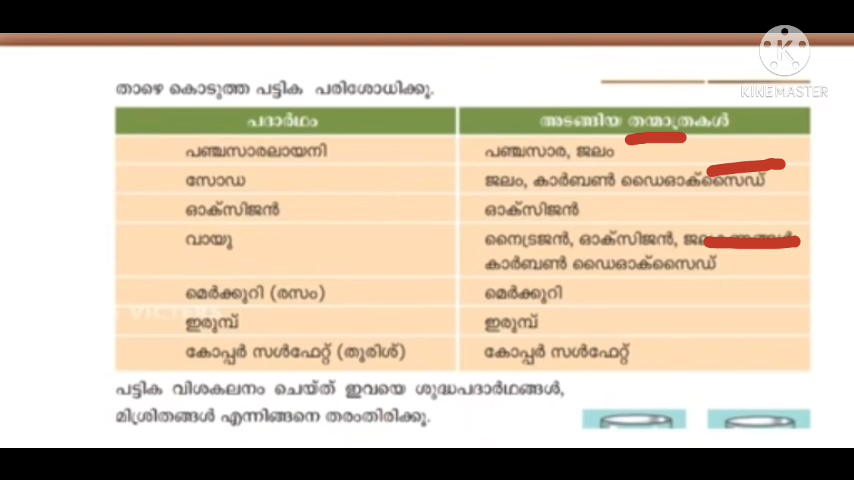 KINEMASTER
താഴെ കൊടുത്ത പട്ടിക പരിശോധിക്കൂ.
പദാർഥം അടങ്ങിയ തന്മാത്രകൾ
പഞ്ചസാരലായനി പഞ്ചസാര, ജലം
സോഡ ജലം, കാർബൺ ഡൈഓക്സൈഡ്
ഓക്സിജൻ ഓക്സിജൻ
വായു നൈട്രജൻ, ഓക്സിജൻ,
കാർബൺ ഡൈഓക്സൈഡ്
മെർക്കുറി (രസം) മെർക്കുറി
VICTERS
ഇരുമ്പ് ഇരുമ്പ്
കോപ്പർ സൾഫേറ്റ് (തുരിശ്) കോപ്പർ സൾഫേറ്റ്
പട്ടിക വിശകലനം ചെയ്ത് ഇവയെ ശുദ്ധപദാർഥങ്ങൾ,
മിശ്രിതങ്ങൾ എന്നിങ്ങനെ തരംതിരിക്കൂ.